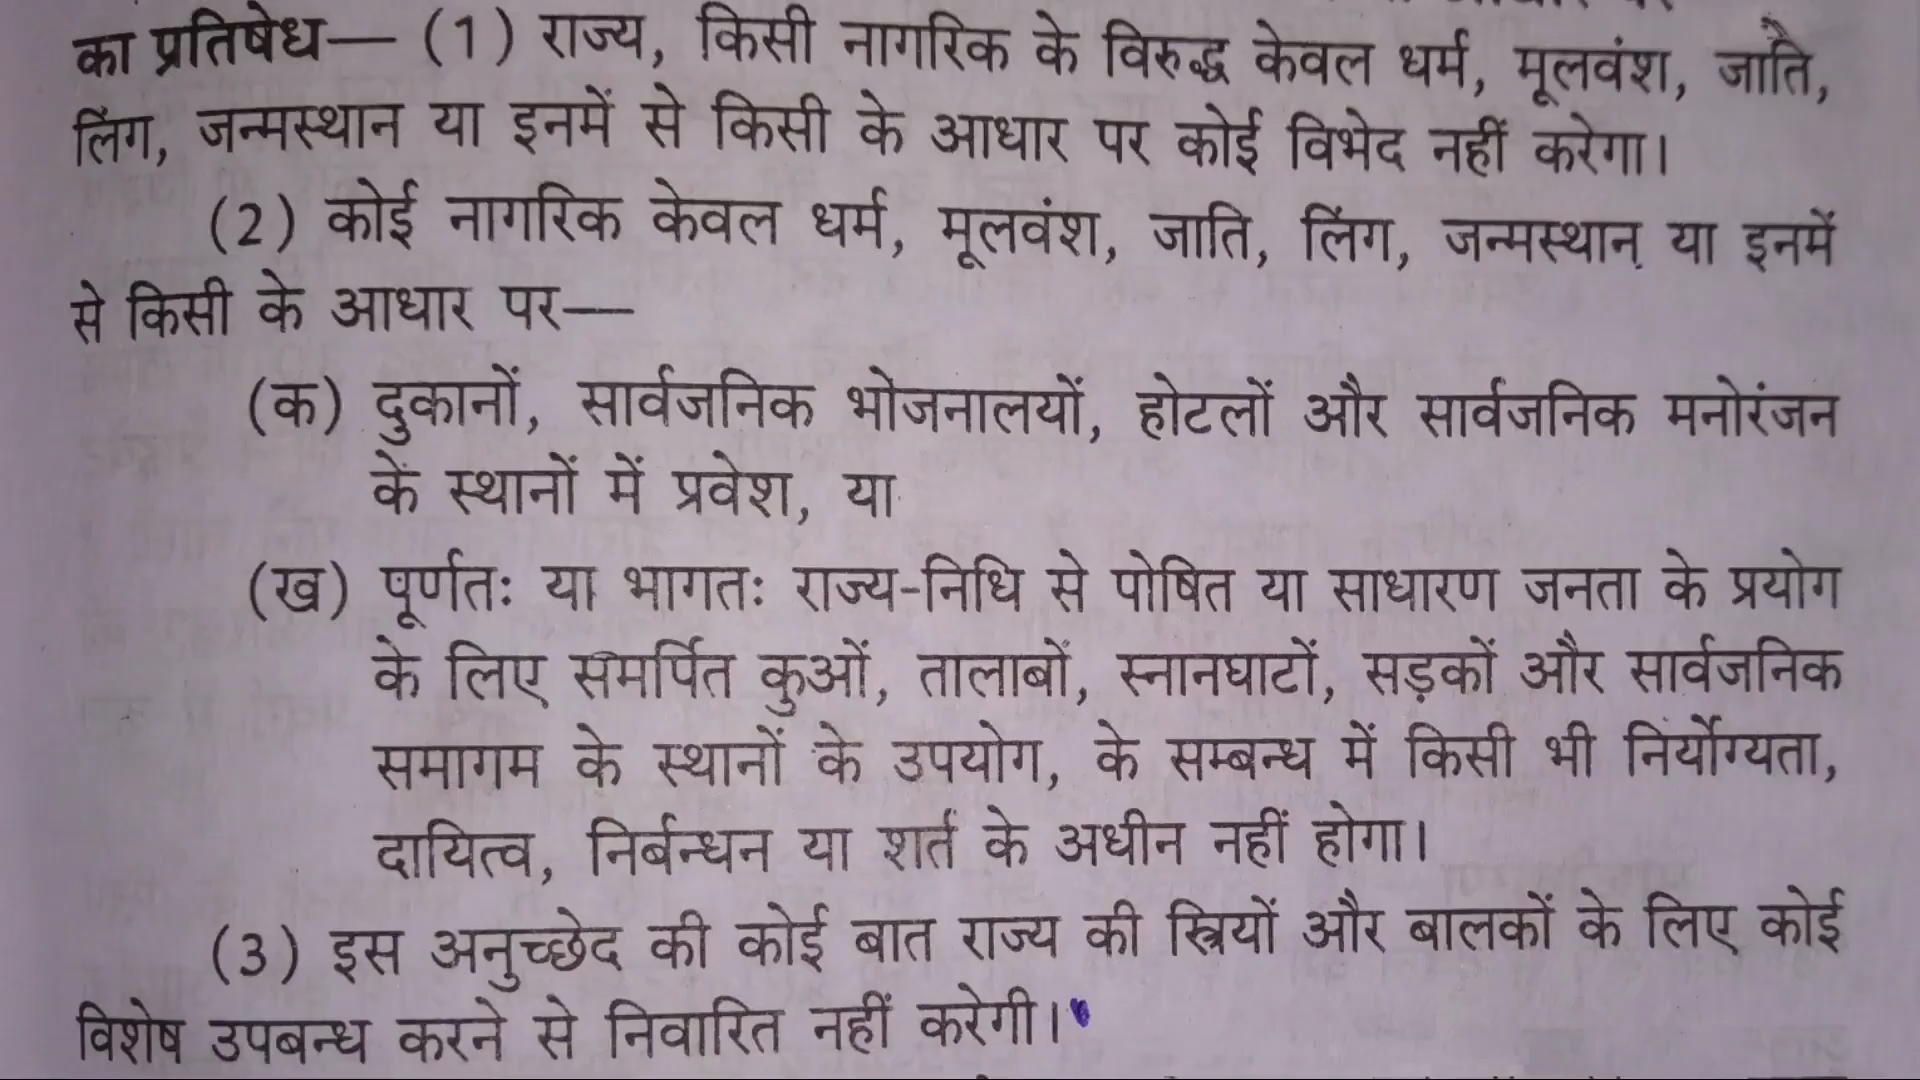 का प्रतिषेध— (1) राज्य, किसी नागरिक के विरुद्ध केवल धर्म, मूलवंश, जाति,
लिंग, जन्मस्थान या इनमें से किसी के आधार पर कोई विभेद नहीं करेगा।
(2) कोई नागरिक केवल धर्म, मूलवंश, जाति, लिंग, जन्मस्थान या इनमें
से किसी के आधार पर—
(क) दुकानों, सार्वजनिक भोजनालयों, होटलों और सार्वजनिक मनोरंजन
के स्थानों में प्रवेश, या
(ख) पूर्णतः या भागतः राज्य-निधि से पोषित या साधारण जनता के प्रयोग
के लिए समर्पित कुओं, तालाबों, स्नानघाटों, सड़कों और सार्वजनिक
समागम के स्थानों के उपयोग, के सम्बन्ध में किसी भी निर्योग्यता,
दायित्व, निर्बन्धन या शर्त के अधीन नहीं होगा।
(3) इस अनुच्छेद की कोई बात राज्य की स्त्रियों और बालकों के लिए कोई
विशेष उपबन्ध करने से निवारित नहीं करेगी।